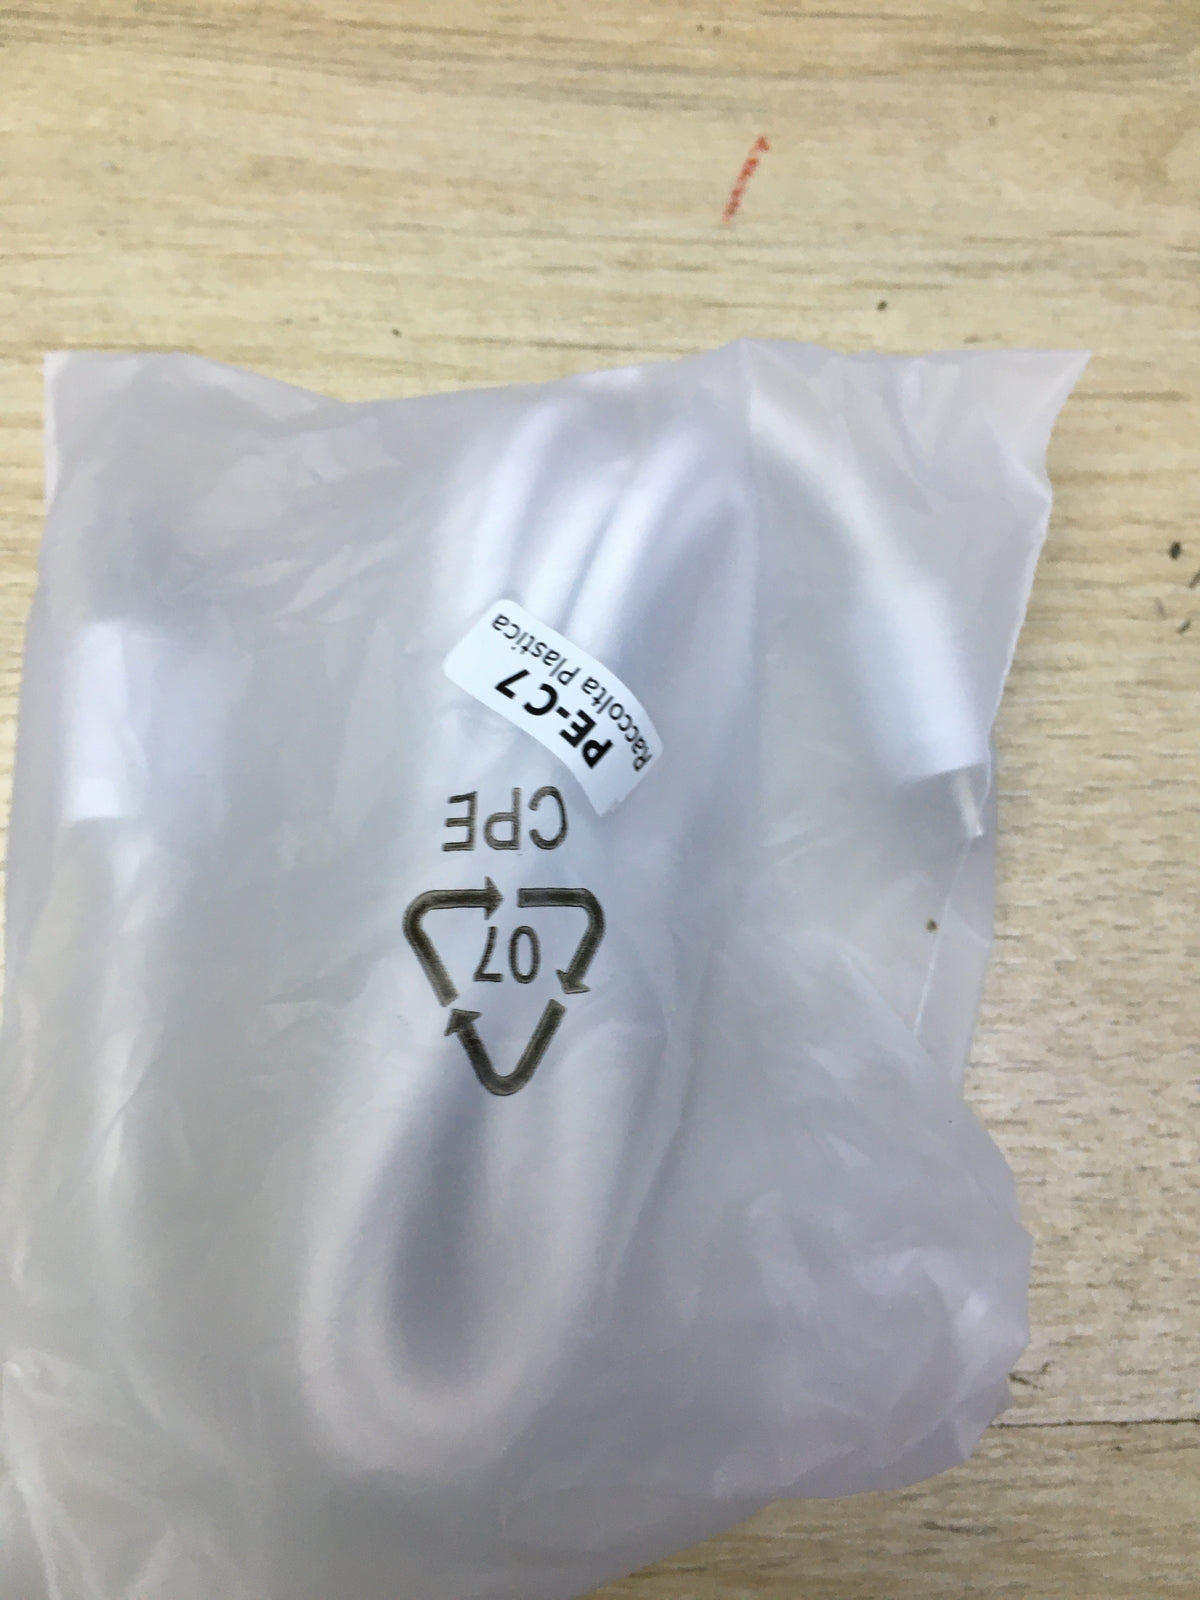 07
CPE
PE-C7
Raccolta Plastica